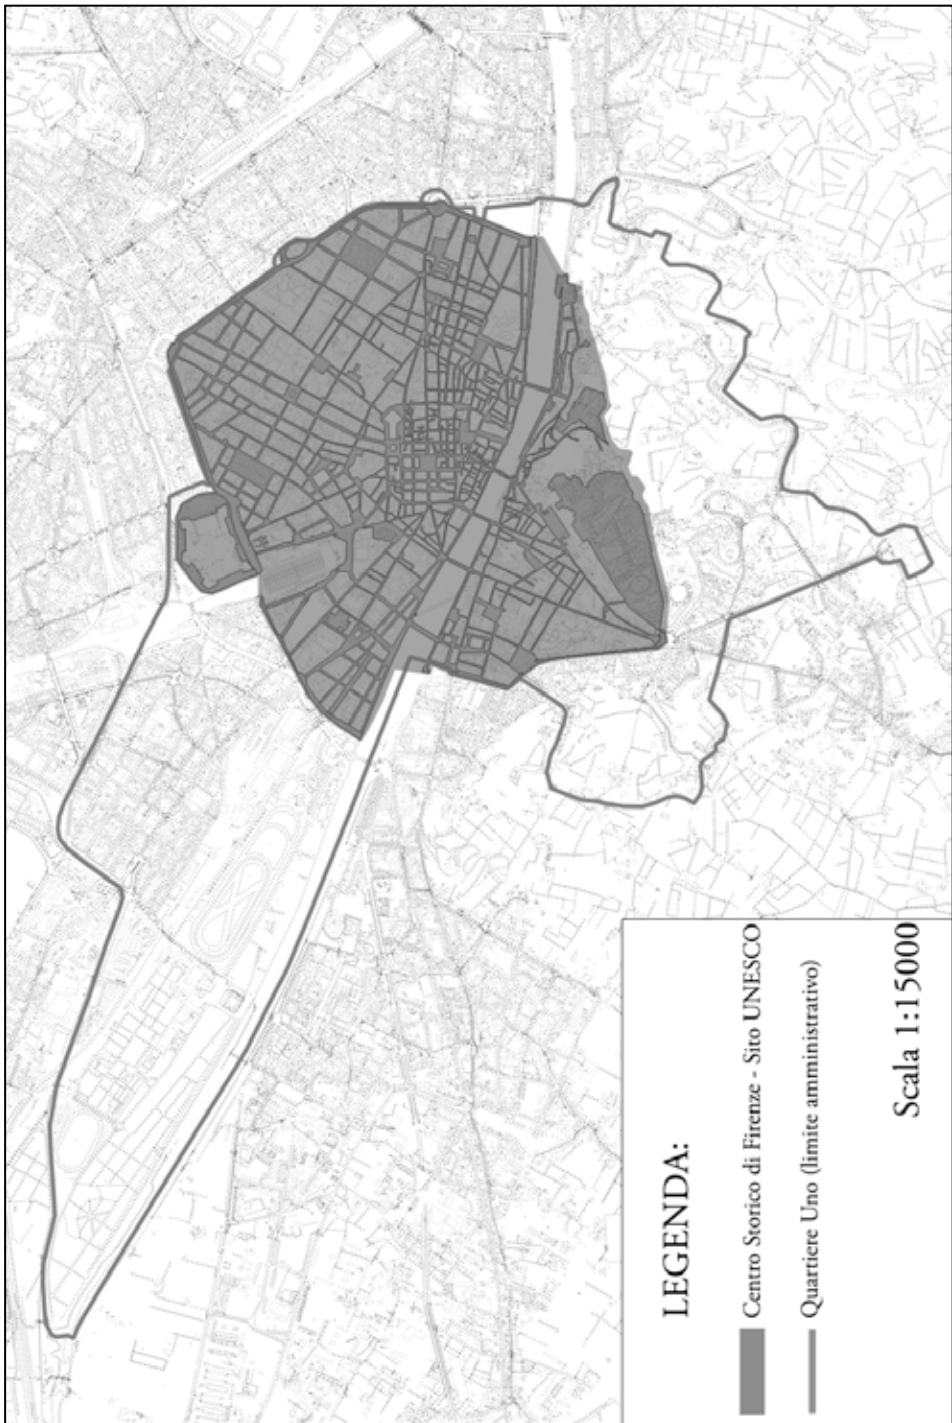 LEGENDA:
Centro Storico di Firenze - Sito UNESCO
Quartiere Uno (limite amministrativo)
Scala 1:15000